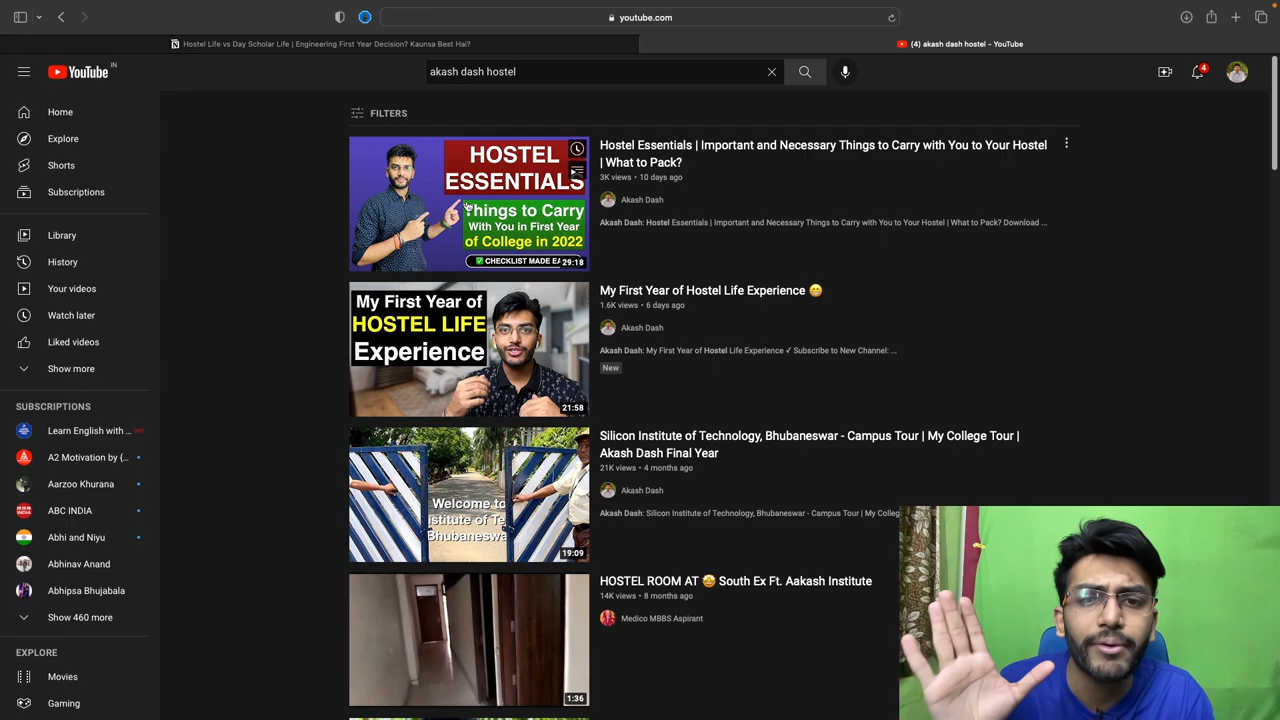 youtube.com
Hostel Life vs Day Scholar Life | Engineering First Year Decision? Kaunsa Best Hai?
(4) akash dash hostel - YouTube
YouTube IN
akash dash hostel
4
Home
Explore
Shorts
Subscriptions
Library
History
Your videos
Watch later
Liked videos
Show more
SUBSCRIPTIONS
Learn English with ...
A2 Motivation by {...
Aarzoo Khurana
ABC INDIA
Abhi and Niyu
Abhinav Anand
Abhipsa Bhujabala
Show 460 more
EXPLORE
Movies
Gaming
FILTERS
HOSTEL
ESSENTIALS
Things to Carry
With You in First Year
of College in 2022
CHECKLIST MADE EA
29:18
Hostel Essentials | Important and Necessary Things to Carry with You to Your Hostel
| What to Pack?
3K views • 10 days ago
Akash Dash
Akash Dash: Hostel Essentials | Important and Necessary Things to Carry with You to Your Hostel | What to Pack? Download ...
My First Year of
HOSTEL LIFE
Experience
21:58
My First Year of Hostel Life Experience 😁
1.6K views • 6 days ago
Akash Dash
Akash Dash: My First Year of Hostel Life Experience ✓ Subscribe to New Channel: ...
New
Welcome to
stitute of Te
Bhubaneswa
19:09
Silicon Institute of Technology, Bhubaneswar - Campus Tour | My College Tour |
Akash Dash Final Year
21K views • 4 months ago
Akash Dash
Akash Dash: Silicon Institute of Technology, Bhubaneswar - Campus Tour | My Colleg
1:36
HOSTEL ROOM AT 🤩 South Ex Ft. Aakash Institute
14K views • 8 months ago
Medico MBBS Aspirant